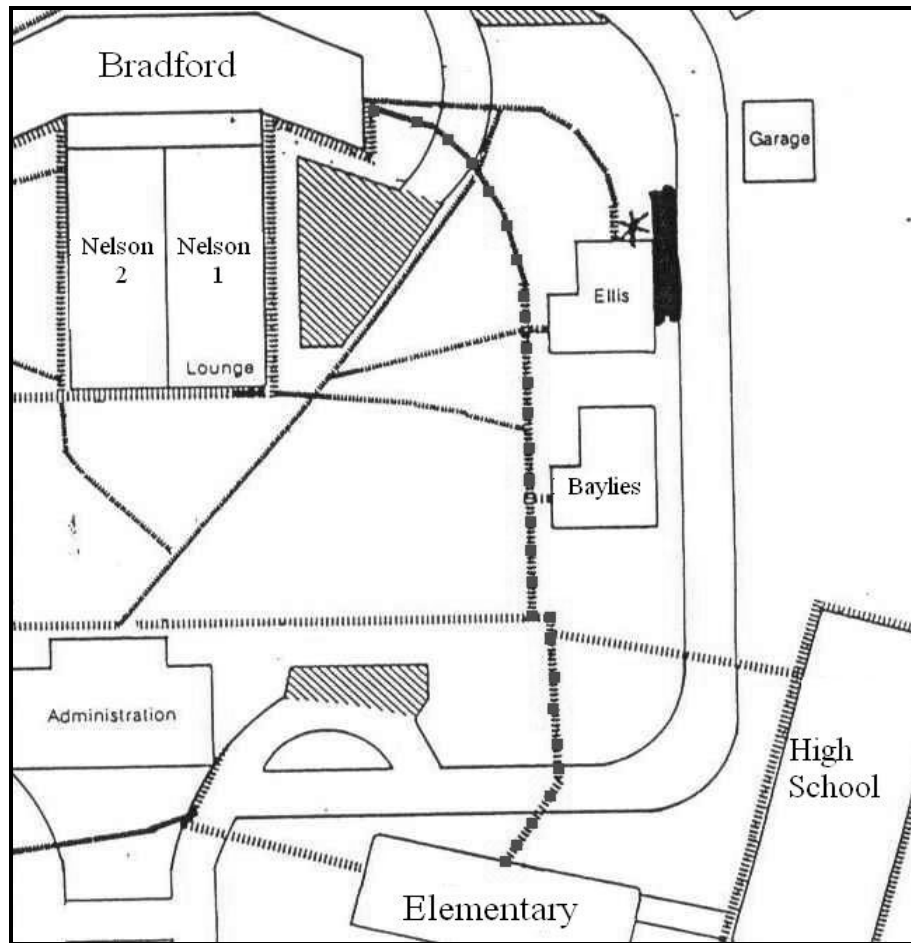 Bradford
Garage
Nelson
2
Nelson
1
Ellis
Lounge
Baylies
Administration
High
School
Elementary